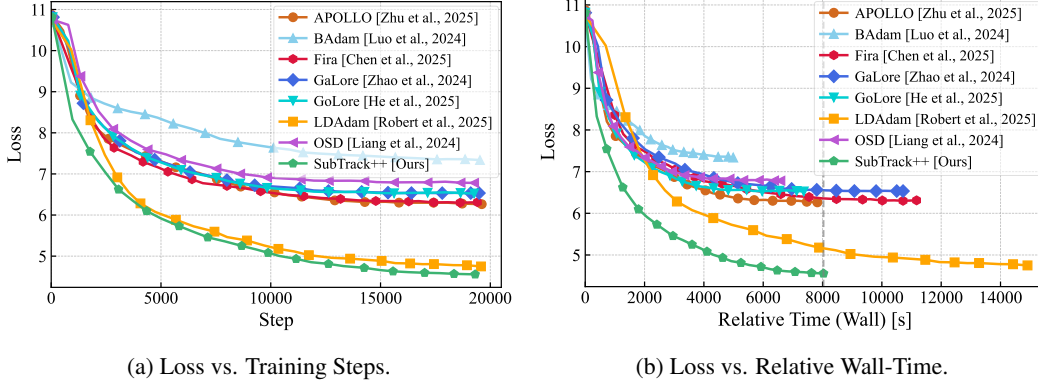 11
10
9
8
7
6
5
Loss
0
5000
10000
15000
20000
Step
APOLLO [Zhu et al., 2025]
BAdam [Luo et al., 2024]
Fira [Chen et al., 2025]
GaLore [Zhao et al., 2024]
GoLore [He et al., 2025]
LDAdam [Robert et al., 2025]
OSD [Liang et al., 2024]
SubTrack++ [Ours]
(a) Loss vs. Training Steps.
11
10
9
8
7
6
5
Loss
0
2000
4000
6000
8000
10000
12000
14000
Relative Time (Wall) [s]
APOLLO [Zhu et al., 2025]
BAdam [Luo et al., 2024]
Fira [Chen et al., 2025]
GaLore [Zhao et al., 2024]
GoLore [He et al., 2025]
LDAdam [Robert et al., 2025]
OSD [Liang et al., 2024]
SubTrack++ [Ours]
(b) Loss vs. Relative Wall-Time.